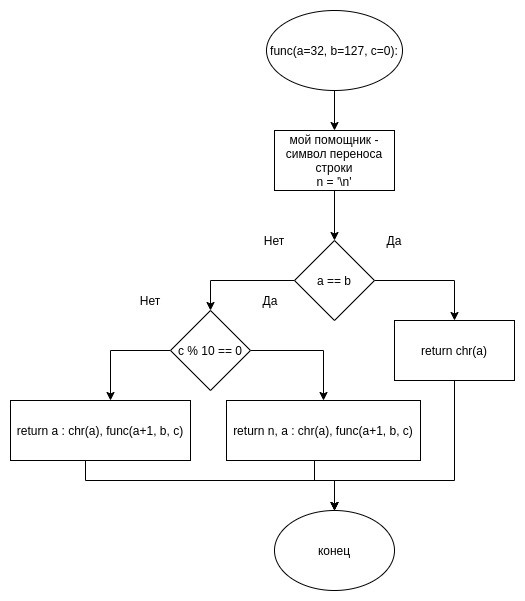 func(a=32, b=127, c=0):
мой помощник -
символ переноса
строки
n = '\n'
Нет
Да
a == b
Нет
Да
c % 10 == 0
return chr(a)
return a : chr(a), func(a+1, b, c)
return n, a : chr(a), func(a+1, b, c)
конец